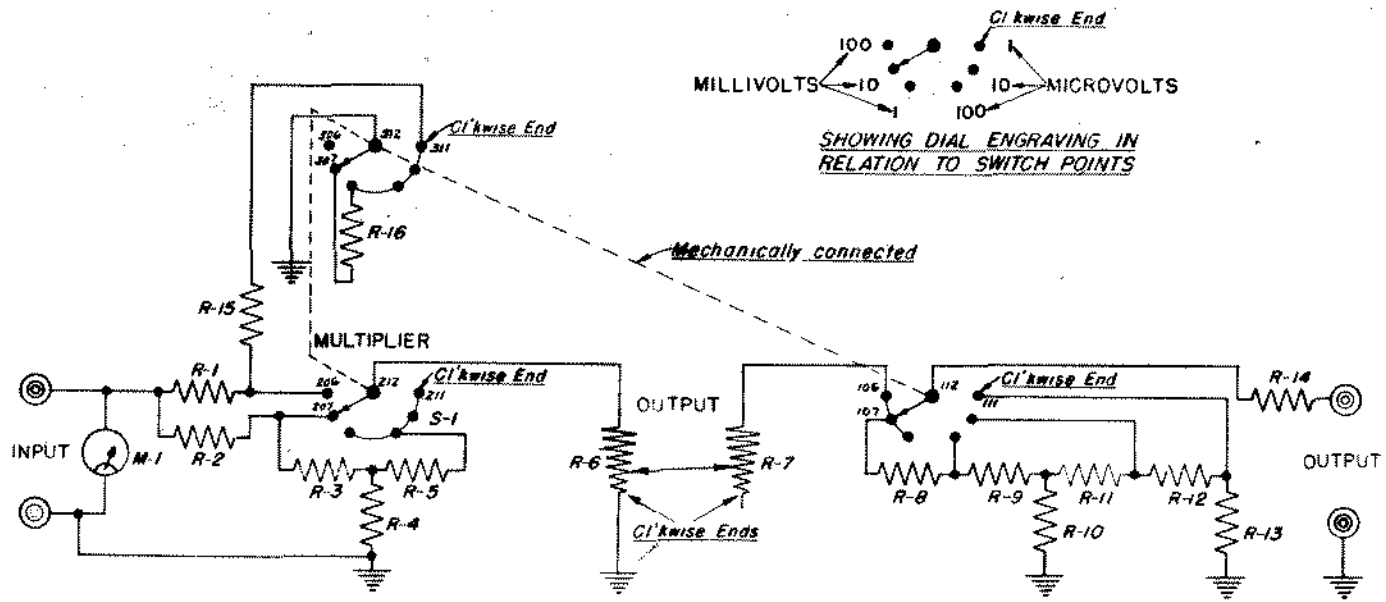 Cl'kwise End
100
1
MILLIVOLTS
10
10
MICROVOLTS
1
100
SHOWING DIAL ENGRAVING IN
RELATION TO SWITCH POINTS
306
312
Cl'kwise End
311
307
R-16
Mechanically connected
R-15
MULTIPLIER
R-1
206
212
Cl'kwise End
211
207
S-1
R-2
INPUT
M-1
R-3
R-5
R-4
OUTPUT
R-6
R-7
Cl'kwise Ends
106
112
Cl'kwise End
107
111
R-14
R-8
R-9
R-11
R-12
R-10
R-13
OUTPUT